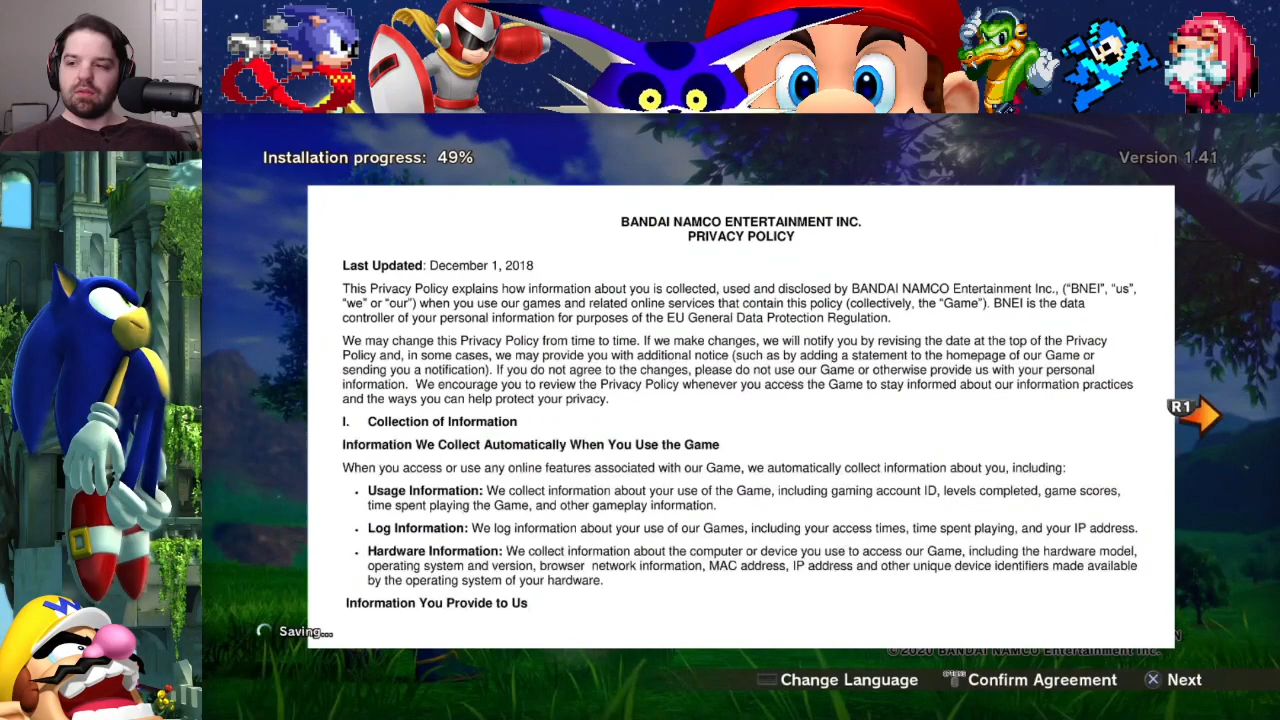 Installation progress: 49%
Version 1.41
BANDAI NAMCO ENTERTAINMENT INC.
PRIVACY POLICY
Last Updated: December 1, 2018
This Privacy Policy explains how information about you is collected, used and disclosed by BANDAI NAMCO Entertainment Inc., (“BNEI”, “us”,
“we” or “our”) when you use our games and related online services that contain this policy (collectively, the “Game”). BNEI is the data
controller of your personal information for purposes of the EU General Data Protection Regulation.
We may change this Privacy Policy from time to time. If we make changes, we will notify you by revising the date at the top of the Privacy
Policy and, in some cases, we may provide you with additional notice (such as by adding a statement to the homepage of our Game or
sending you a notification). If you do not agree to the changes, please do not use our Game or otherwise provide us with your personal
information. We encourage you to review the Privacy Policy whenever you access the Game to stay informed about our information practices
and the ways you can help protect your privacy.
I. Collection of Information
Information We Collect Automatically When You Use the Game
When you access or use any online features associated with our Game, we automatically collect information about you, including:
• Usage Information: We collect information about your use of the Game, including gaming account ID, levels completed, game scores,
time spent playing the Game, and other gameplay information.
• Log Information: We log information about your use of our Games, including your access times, time spent playing, and your IP address.
• Hardware Information: We collect information about the computer or device you use to access our Game, including the hardware model,
operating system and version, browser network information, MAC address, IP address and other unique device identifiers made available
by the operating system of your hardware.
Information You Provide to Us
R1
Saving...
©2020 BANDAI NAMCO Entertainment Inc.
Change Language
OPTIONS Confirm Agreement
Next